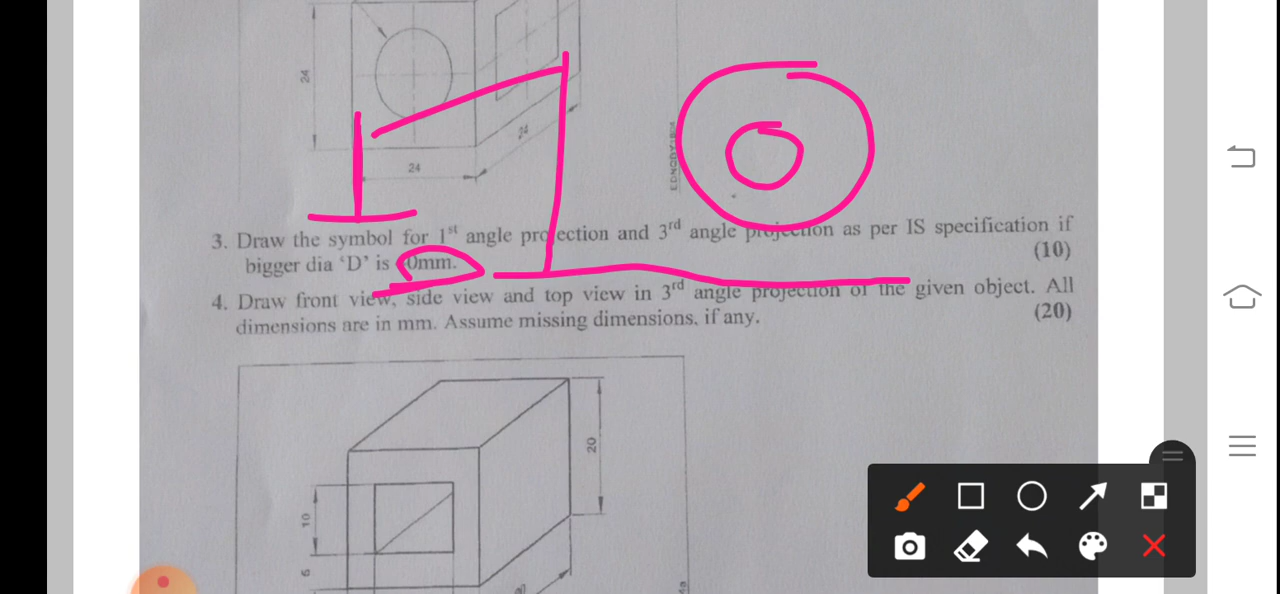 24
24
24
3. Draw the symbol for 1st angle projection and 3rd angle projection as per IS specification if
bigger dia 'D' is 0mm.
(10)
4. Draw front view, side view and top view in 3rd angle projection of the given object. All
dimensions are in mm. Assume missing dimensions, if any.
(20)
20
10
6